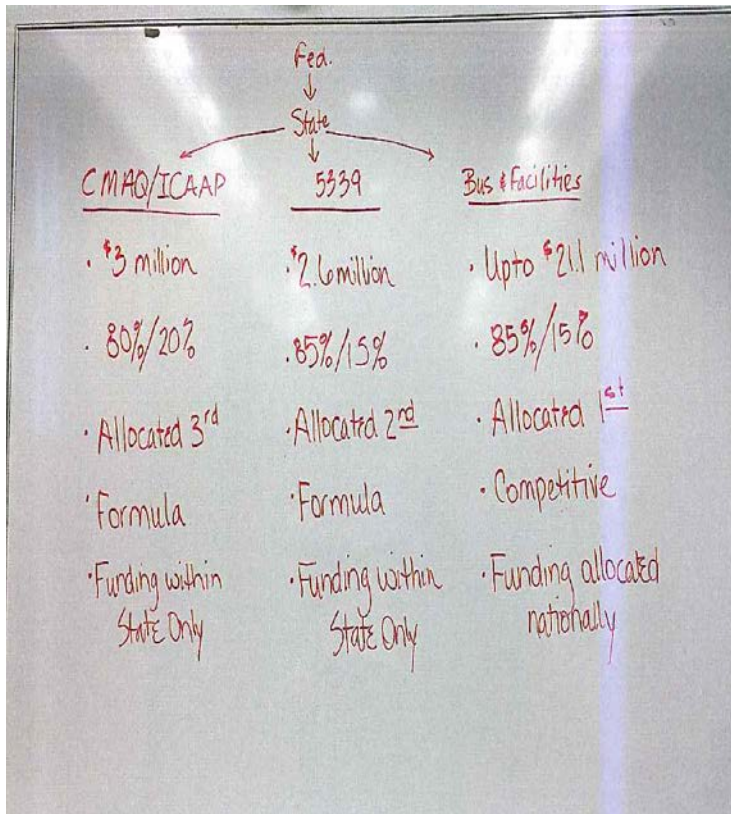 Fed.
State
CMAQ/ICAAP
5339
Bus & Facilities
· $3 million
· $2.6 million
· Upto $21.1 million
· 80%/20%
· 85%/15%
· 85%/15%
· Allocated 3rd
· Allocated 2nd
· Allocated 1st
· Formula
· Formula
· Competitive
· Funding within
State Only
· Funding within
State Only
· Funding allocated
nationally